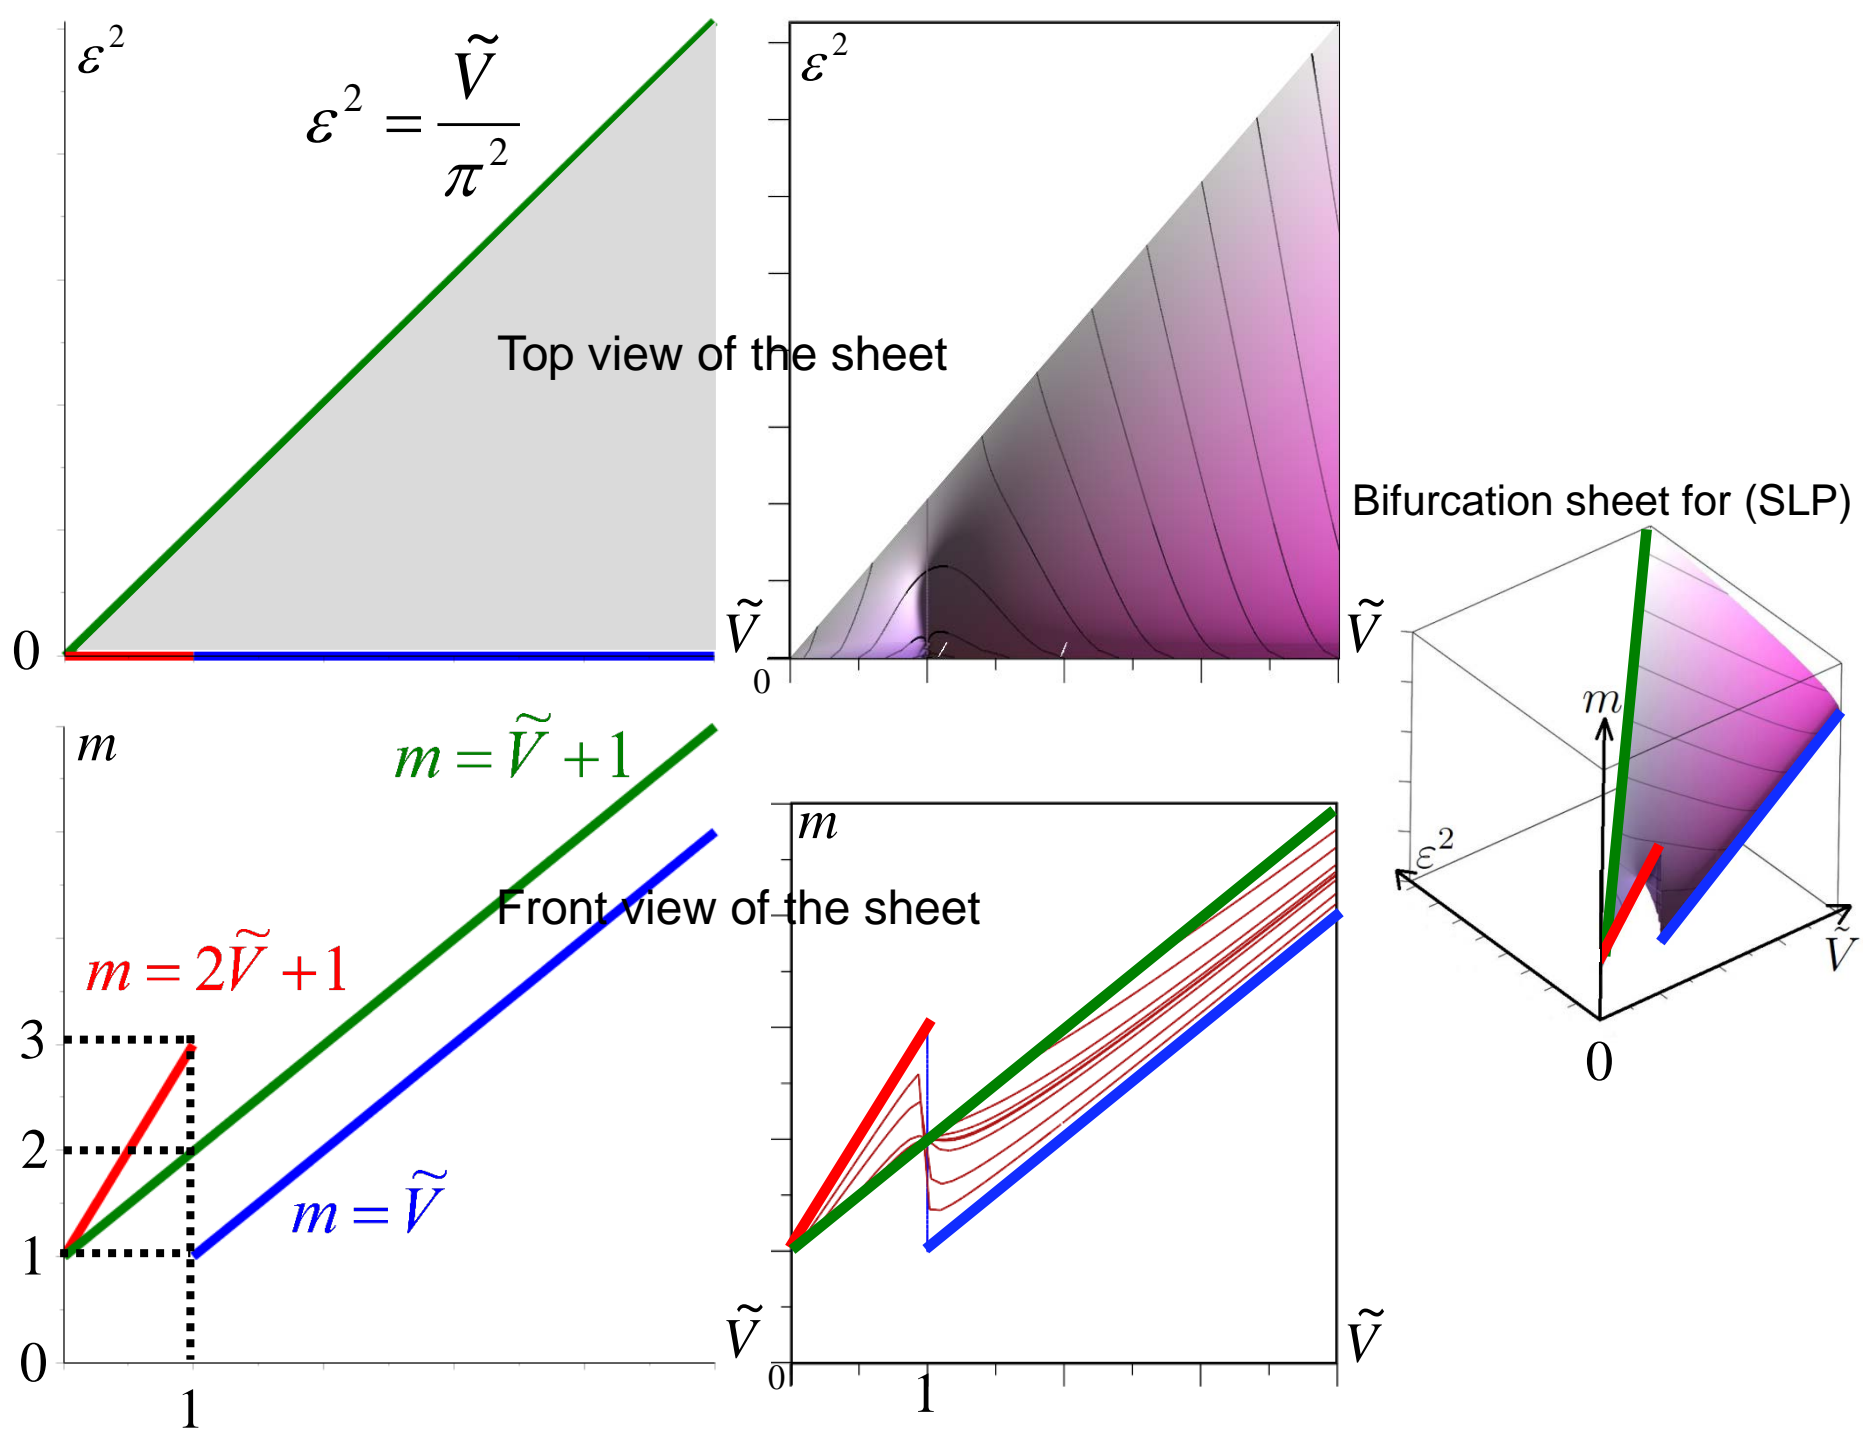 ε²
ε² = Ṽ/π²
Ṽ
0
ε²
Ṽ
0
Top view of the sheet
Bifurcation sheet for (SLP)
m
ε²
Ṽ
0
m
m = Ṽ + 1
m = 2Ṽ + 1
m = Ṽ
3
2
1
0
1
Ṽ
m
Front view of the sheet
0
1
Ṽ